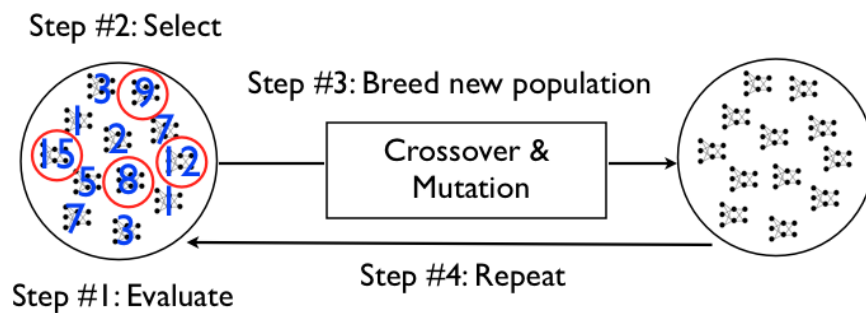 Step #2: Select
Step #3: Breed new population
3 9
1
2 7
15 12
5 8
1
7
3
Crossover &
Mutation
Step #4: Repeat
Step #1: Evaluate